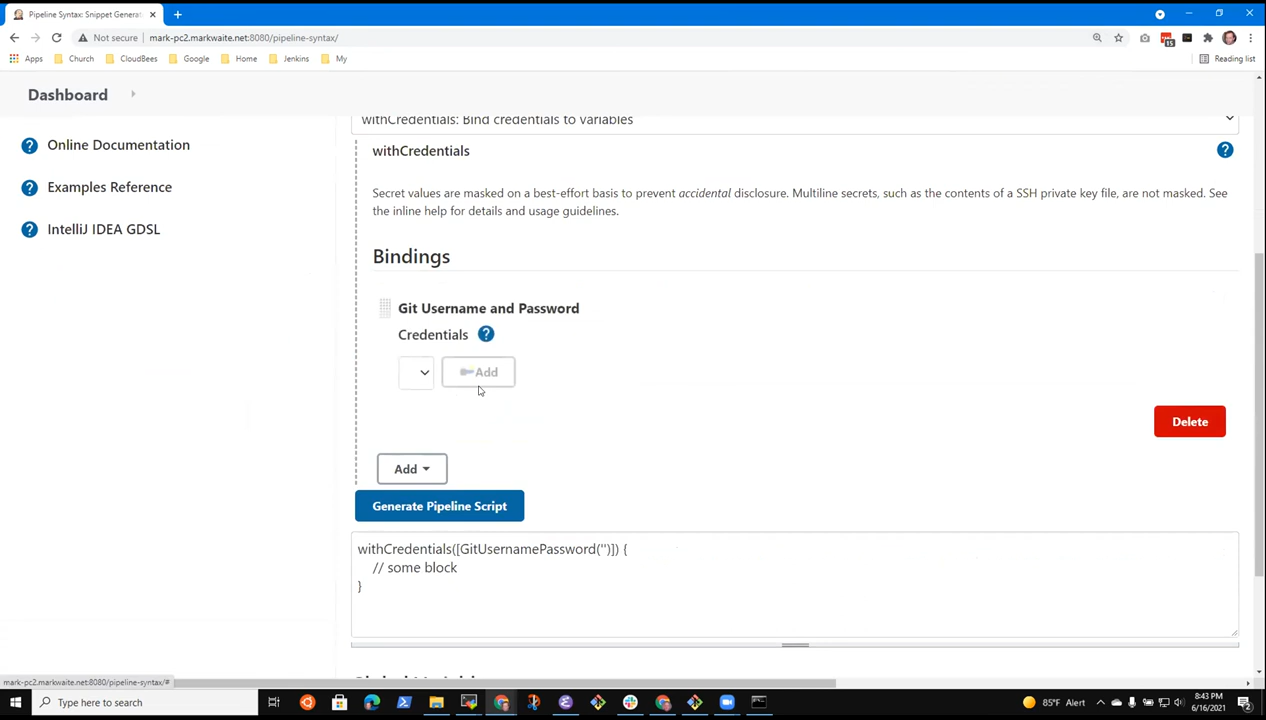 Pipeline Syntax: Snippet Generat
Not secure
mark-pc2.markwaite.net:8080/pipeline-syntax/
15
Apps
Church
CloudBees
Google
Home
Jenkins
My
Reading list
Dashboard
Online Documentation
Examples Reference
IntelliJ IDEA GDSL
withCredentials: Bind credentials to variables
withCredentials
Secret values are masked on a best-effort basis to prevent accidental disclosure. Multiline secrets, such as the contents of a SSH private key file, are not masked. See
the inline help for details and usage guidelines.
Bindings
Git Username and Password
Credentials
Add
Delete
Add
Generate Pipeline Script
withCredentials([GitUsernamePassword('')]) {
// some block
}
mark-pc2.markwaite.net:8080/pipeline-syntax/#
Type here to search
85°F Alert
8:43 PM
6/16/2021
2